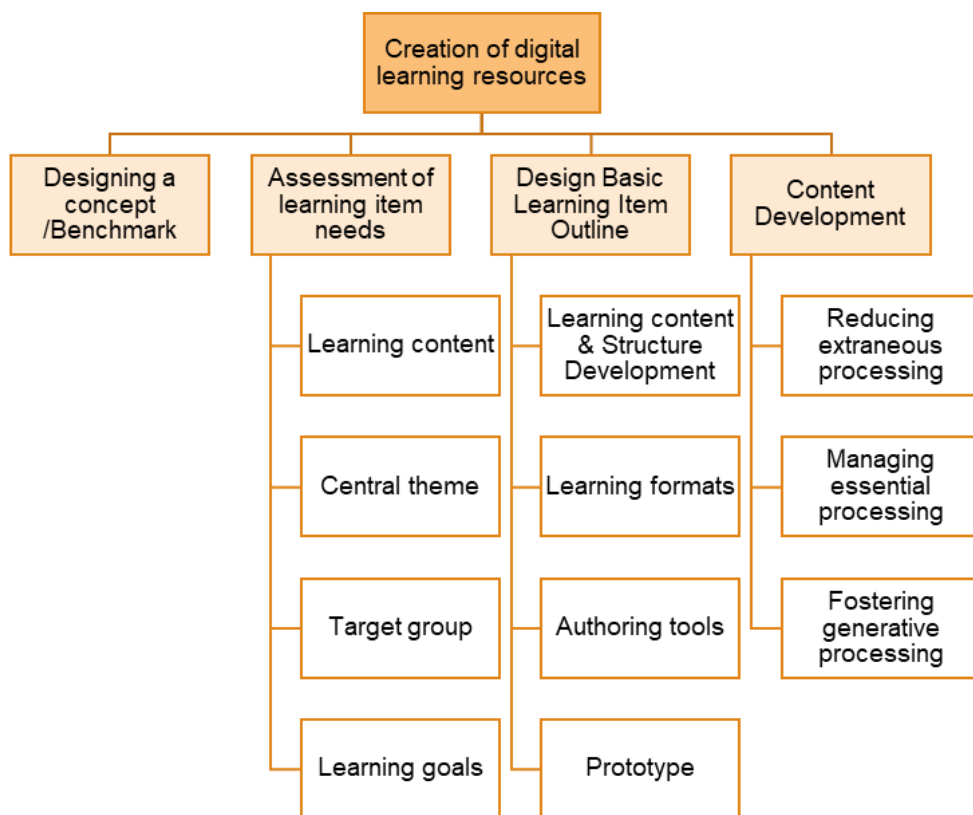 Creation of digital
learning resources
Designing a
concept
/Benchmark
Assessment of
learning item
needs
Design Basic
Learning Item
Outline
Content
Development
Learning content
Central theme
Target group
Learning goals
Learning content
& Structure
Development
Learning formats
Authoring tools
Prototype
Reducing
extraneous
processing
Managing
essential
processing
Fostering
generative
processing